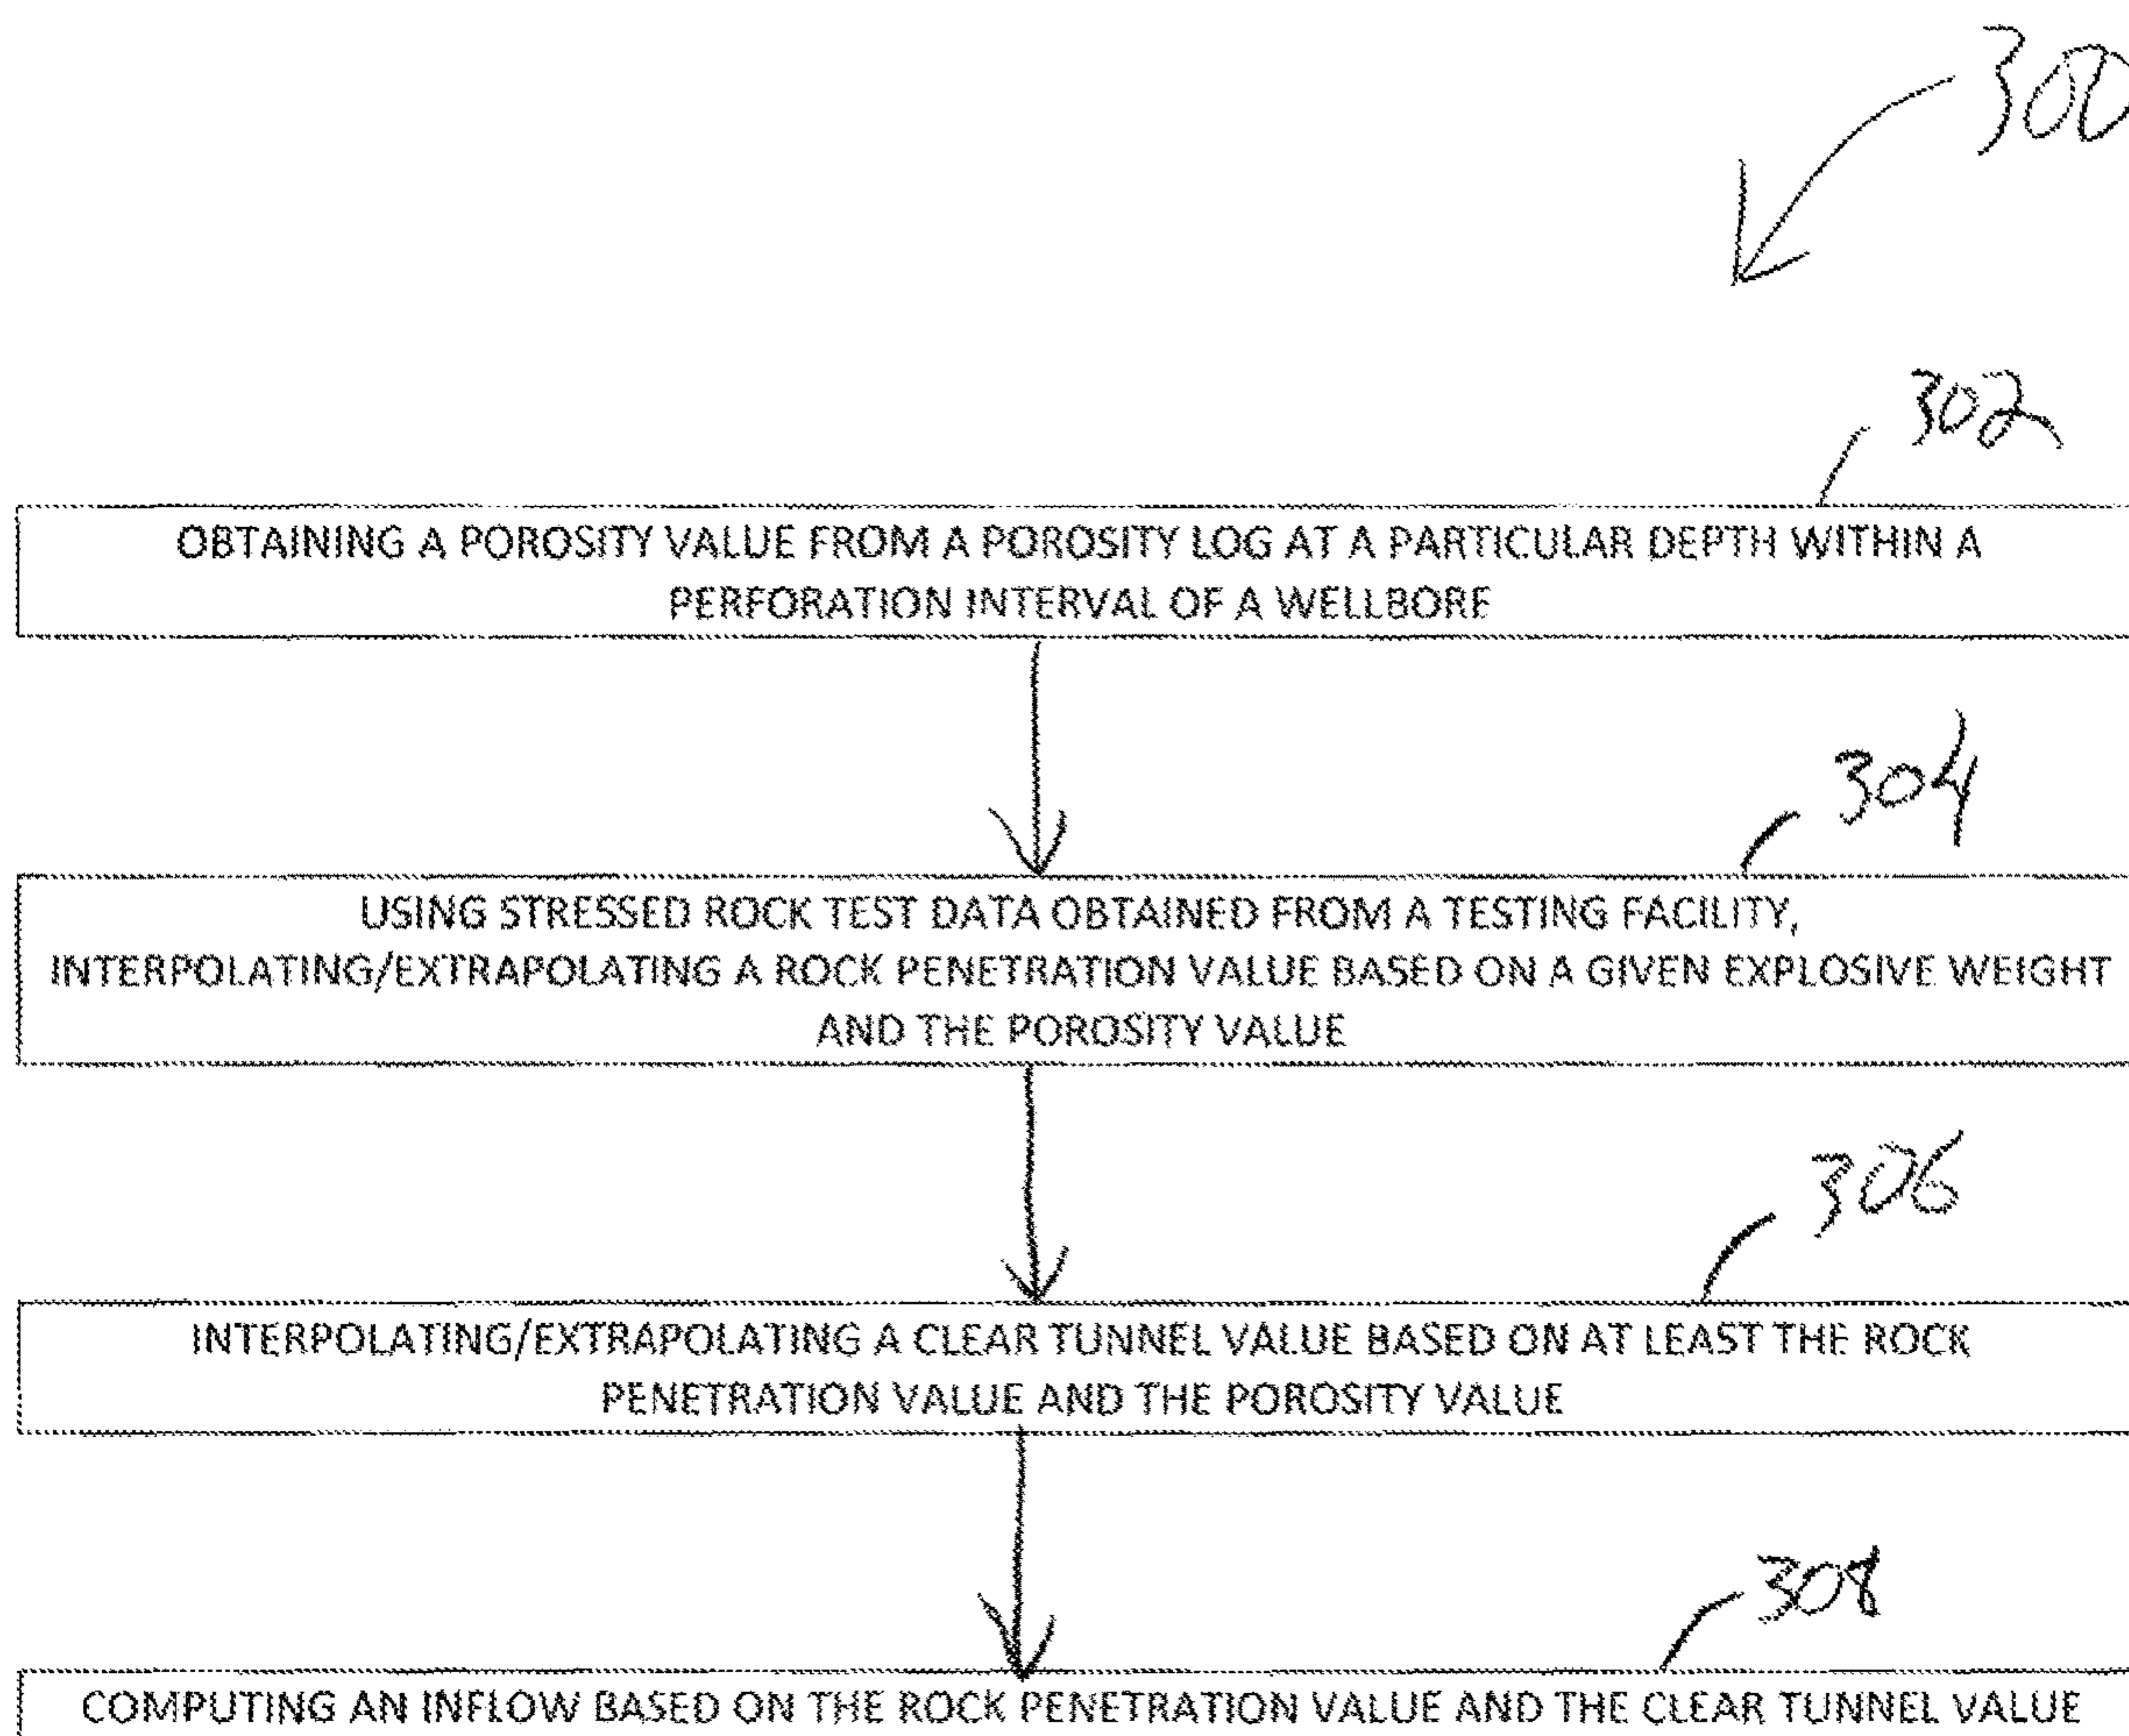 300
302
OBTAINING A POROSITY VALUE FROM A POROSITY LOG AT A PARTICULAR DEPTH WITHIN A
PERFORATION INTERVAL OF A WELLBORE
304
USING STRESSED ROCK TEST DATA OBTAINED FROM A TESTING FACILITY,
INTERPOLATING/EXTRAPOLATING A ROCK PENETRATION VALUE BASED ON A GIVEN EXPLOSIVE WEIGHT
AND THE POROSITY VALUE
306
INTERPOLATING/EXTRAPOLATING A CLEAR TUNNEL VALUE BASED ON AT LEAST THE ROCK
PENETRATION VALUE AND THE POROSITY VALUE
308
COMPUTING AN INFLOW BASED ON THE ROCK PENETRATION VALUE AND THE CLEAR TUNNEL VALUE